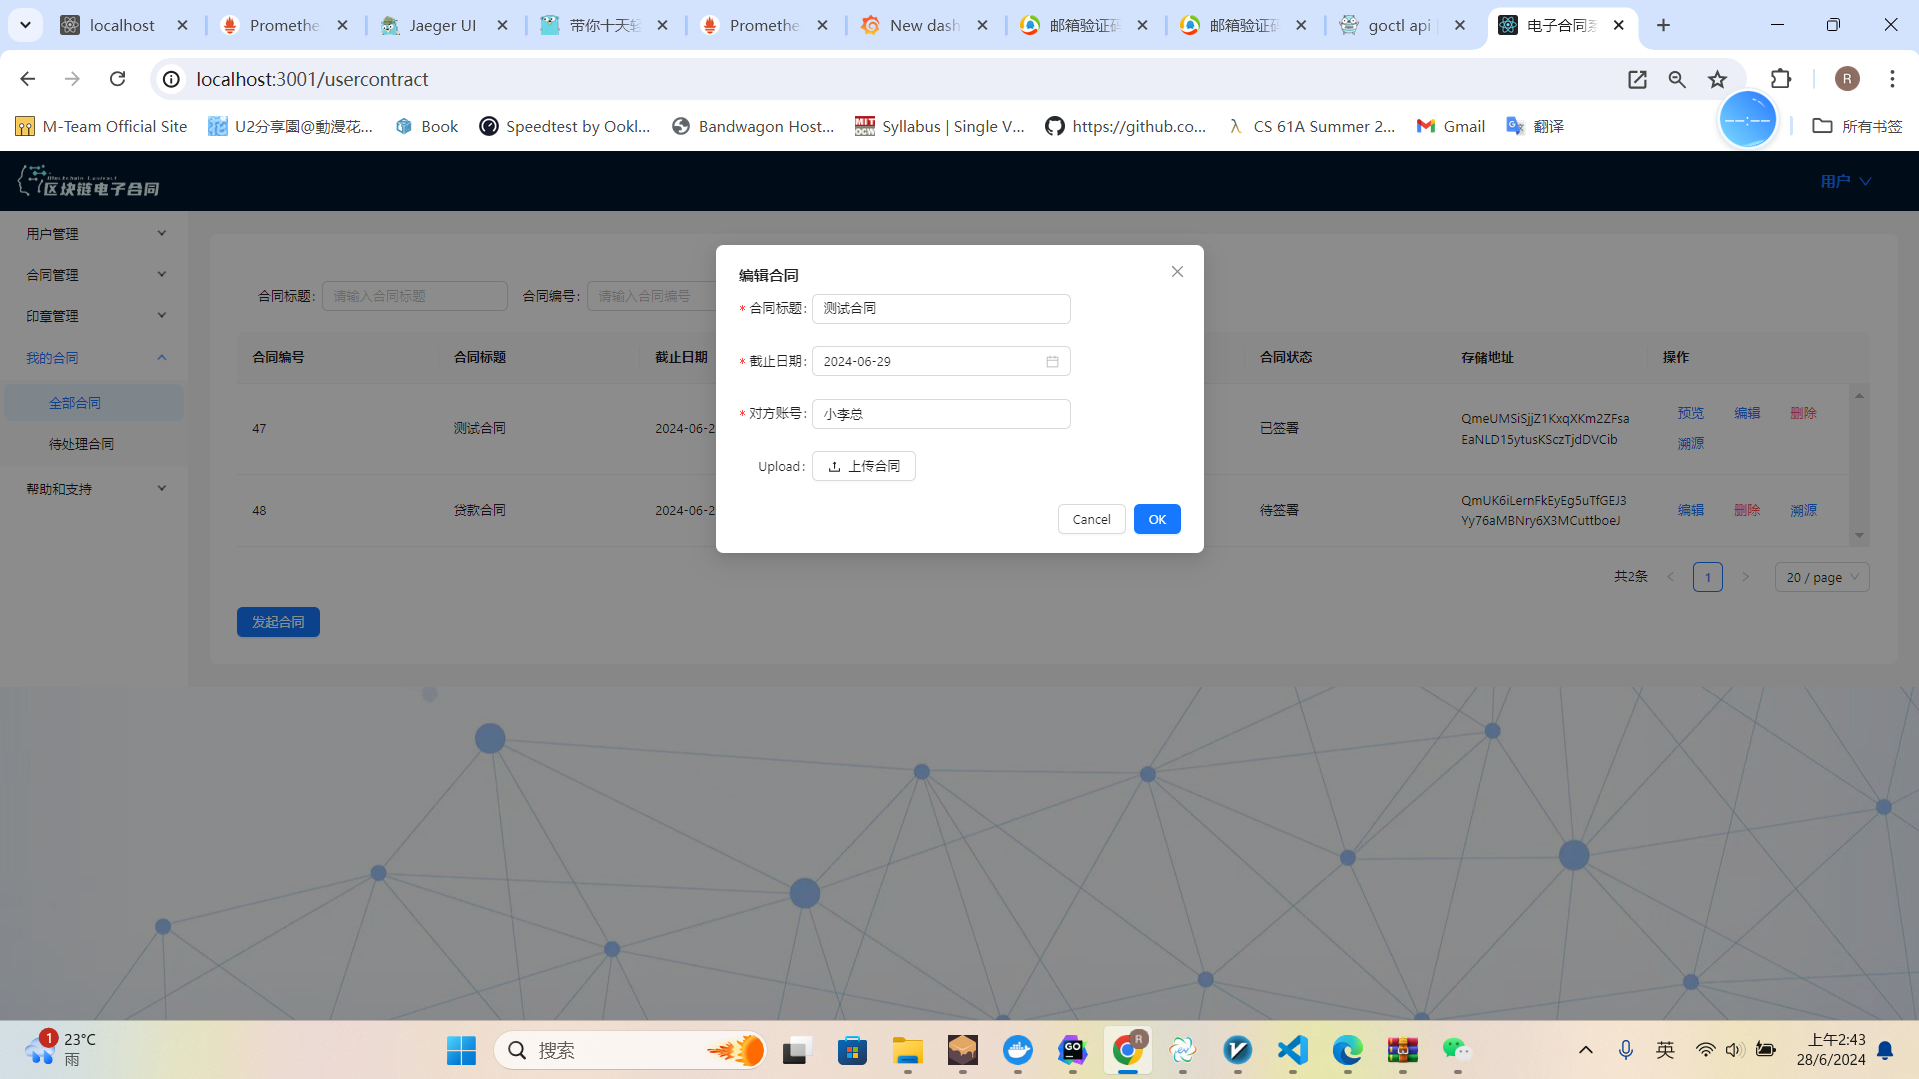 localhost
Promethe
Jaeger UI
带你十天轻
Promethe
New dash
邮箱验证码
邮箱验证码
goctl api
电子合同系
localhost:3001/usercontract
R
M-Team Official Site
U2分享園@動漫花...
Book
Speedtest by Ookl...
Bandwagon Host...
Syllabus | Single V...
https://github.co...
CS 61A Summer 2...
Gmail
翻译
所有书签
--:--
Blockchain Contract
区块链电子合同
用户
用户管理
合同管理
印章管理
我的合同
全部合同
待处理合同
帮助和支持
合同标题:
请输入合同标题
合同编号:
请输入合同编号
合同编号
合同标题
截止日期
合同状态
存储地址
操作
47
测试合同
2024-06-2
已签署
QmeUMSiSjjZ1KxqXKm2ZFsa
EaNLD15ytusKSczTjdDVCib
预览
编辑
删除
溯源
48
贷款合同
2024-06-2
待签署
QmUK6iLernFkEyEg5uTfGEJ3
Yy76aMBNry6X3MCuttboeJ
编辑
删除
溯源
共2条
1
20 / page
发起合同
编辑合同
* 合同标题:
测试合同
* 截止日期:
2024-06-29
* 对方账号:
小李总
Upload:
上传合同
Cancel
OK
1
23°C
雨
搜索
GO
R
英
上午2:43
28/6/2024